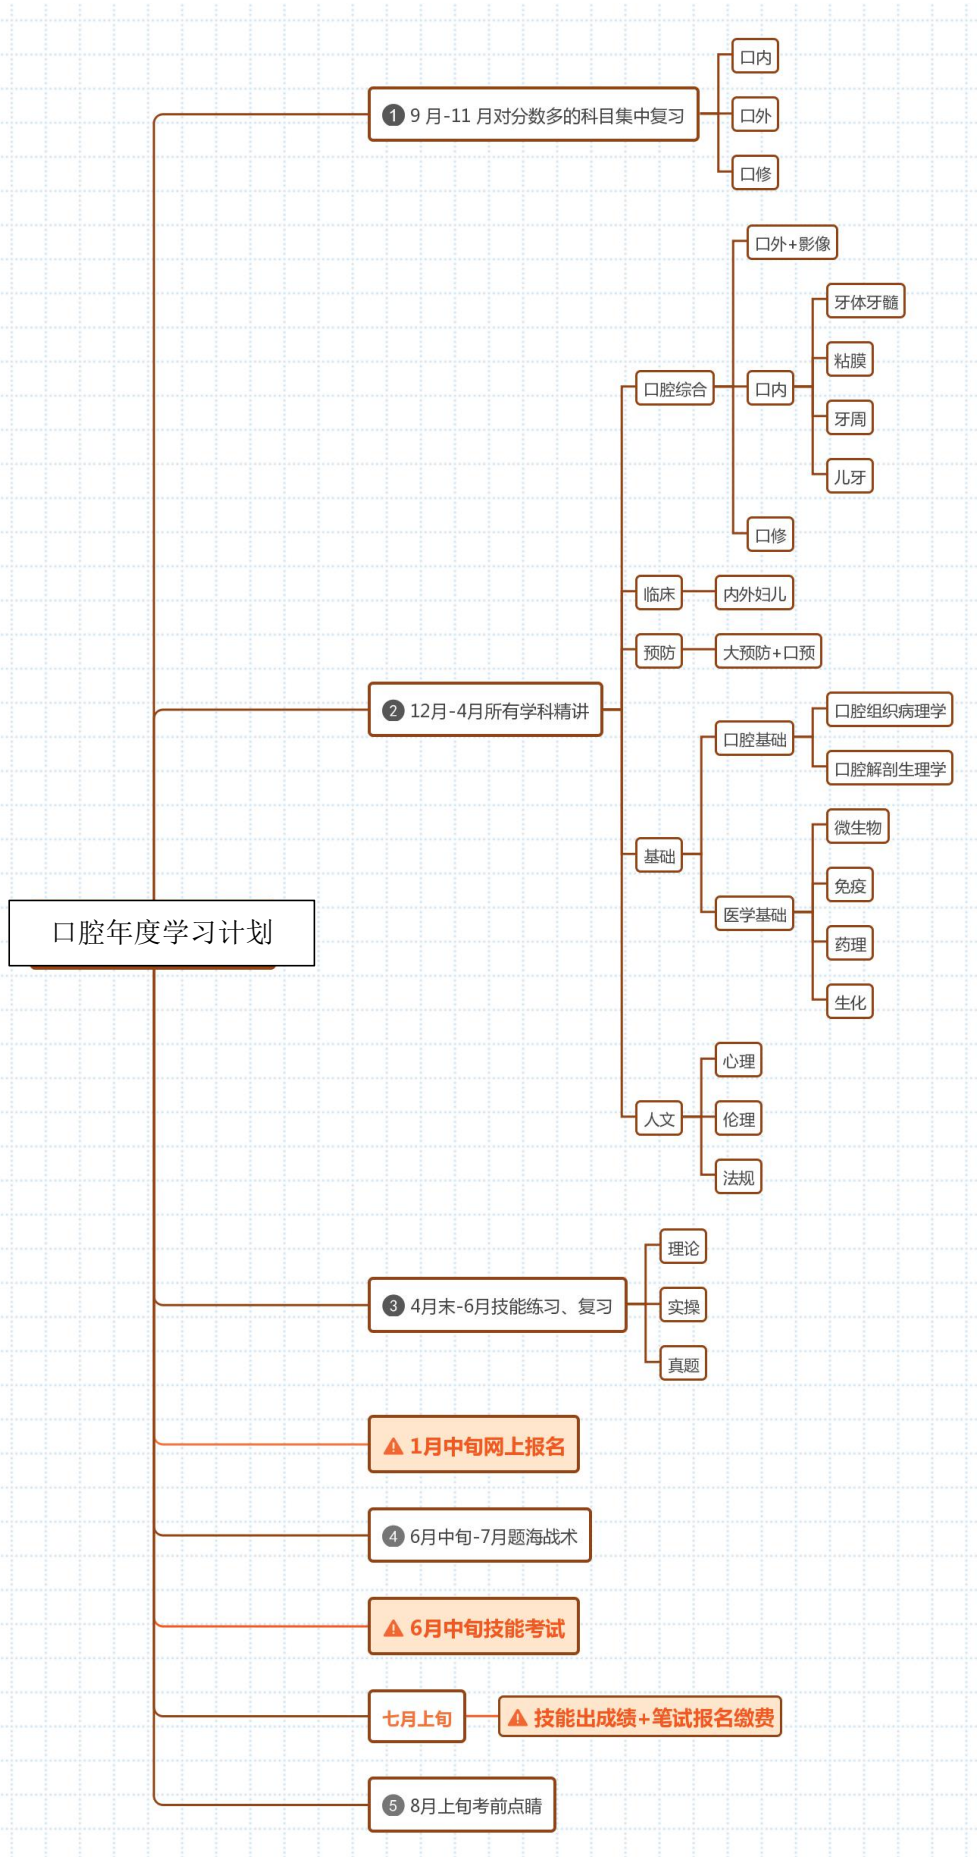 ① 9 月-11 月对分数多的科目集中复习
口内
口外
口修
口腔综合
口外+影像
口内
牙体牙髓
粘膜
牙周
儿牙
口修
临床
内外妇儿
预防
大预防+口预
② 12月-4月所有学科精讲
口腔基础
口腔组织病理学
口腔解剖生理学
基础
医学基础
微生物
免疫
药理
生化
口腔年度学习计划
人文
心理
伦理
法规
③ 4月末-6月技能练习、复习
理论
实操
真题
1月中旬网上报名
④ 6月中旬-7月题海战术
6月中旬技能考试
七月上旬
技能出成绩+笔试报名缴费
⑤ 8月上旬考前点睛